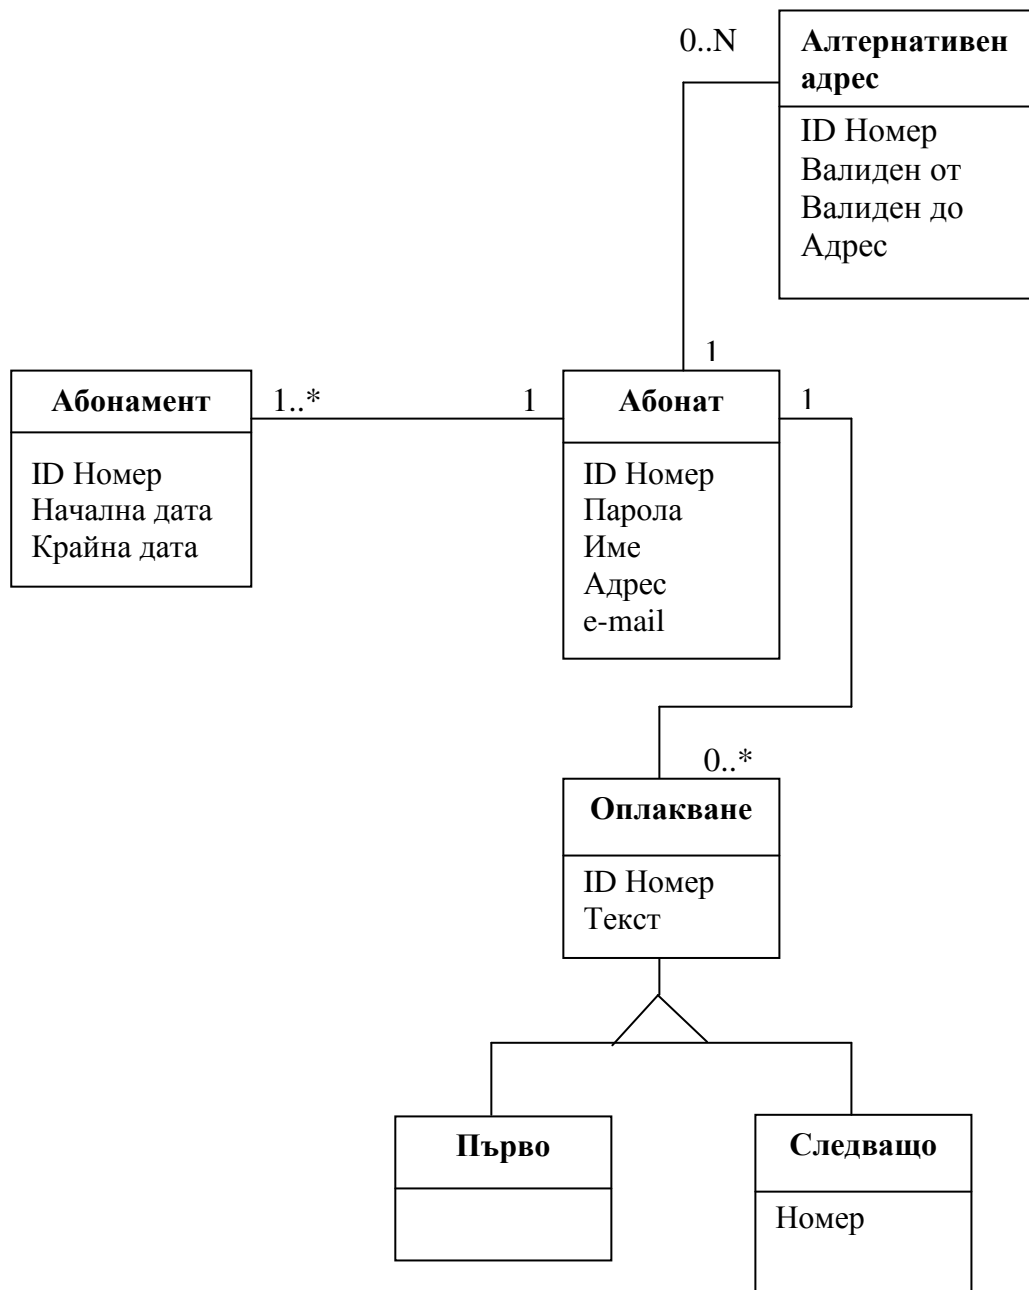 0..N
Алтернативен
адрес
ID Номер
Валиден от
Валиден до
Адрес
1
Абонамент
1..*
1
Абонат
1
ID Номер
Начална дата
Крайна дата
ID Номер
Парола
Име
Адрес
e-mail
0..*
Оплакване
ID Номер
Текст
Първо
Следващо
Номер